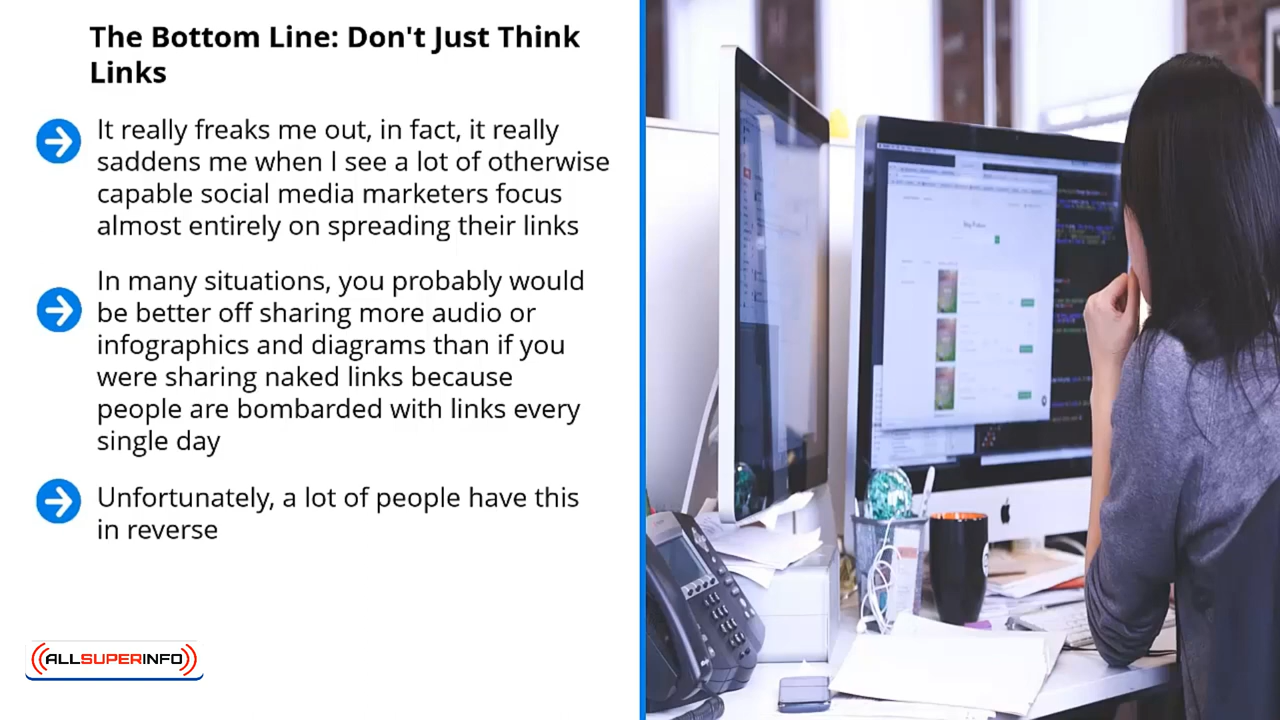 The Bottom Line: Don't Just Think
Links
It really freaks me out, in fact, it really
saddens me when I see a lot of otherwise
capable social media marketers focus
almost entirely on spreading their links
In many situations, you probably would
be better off sharing more audio or
infographics and diagrams than if you
were sharing naked links because
people are bombarded with links every
single day
Unfortunately, a lot of people have this
in reverse
ALLSUPERINFO